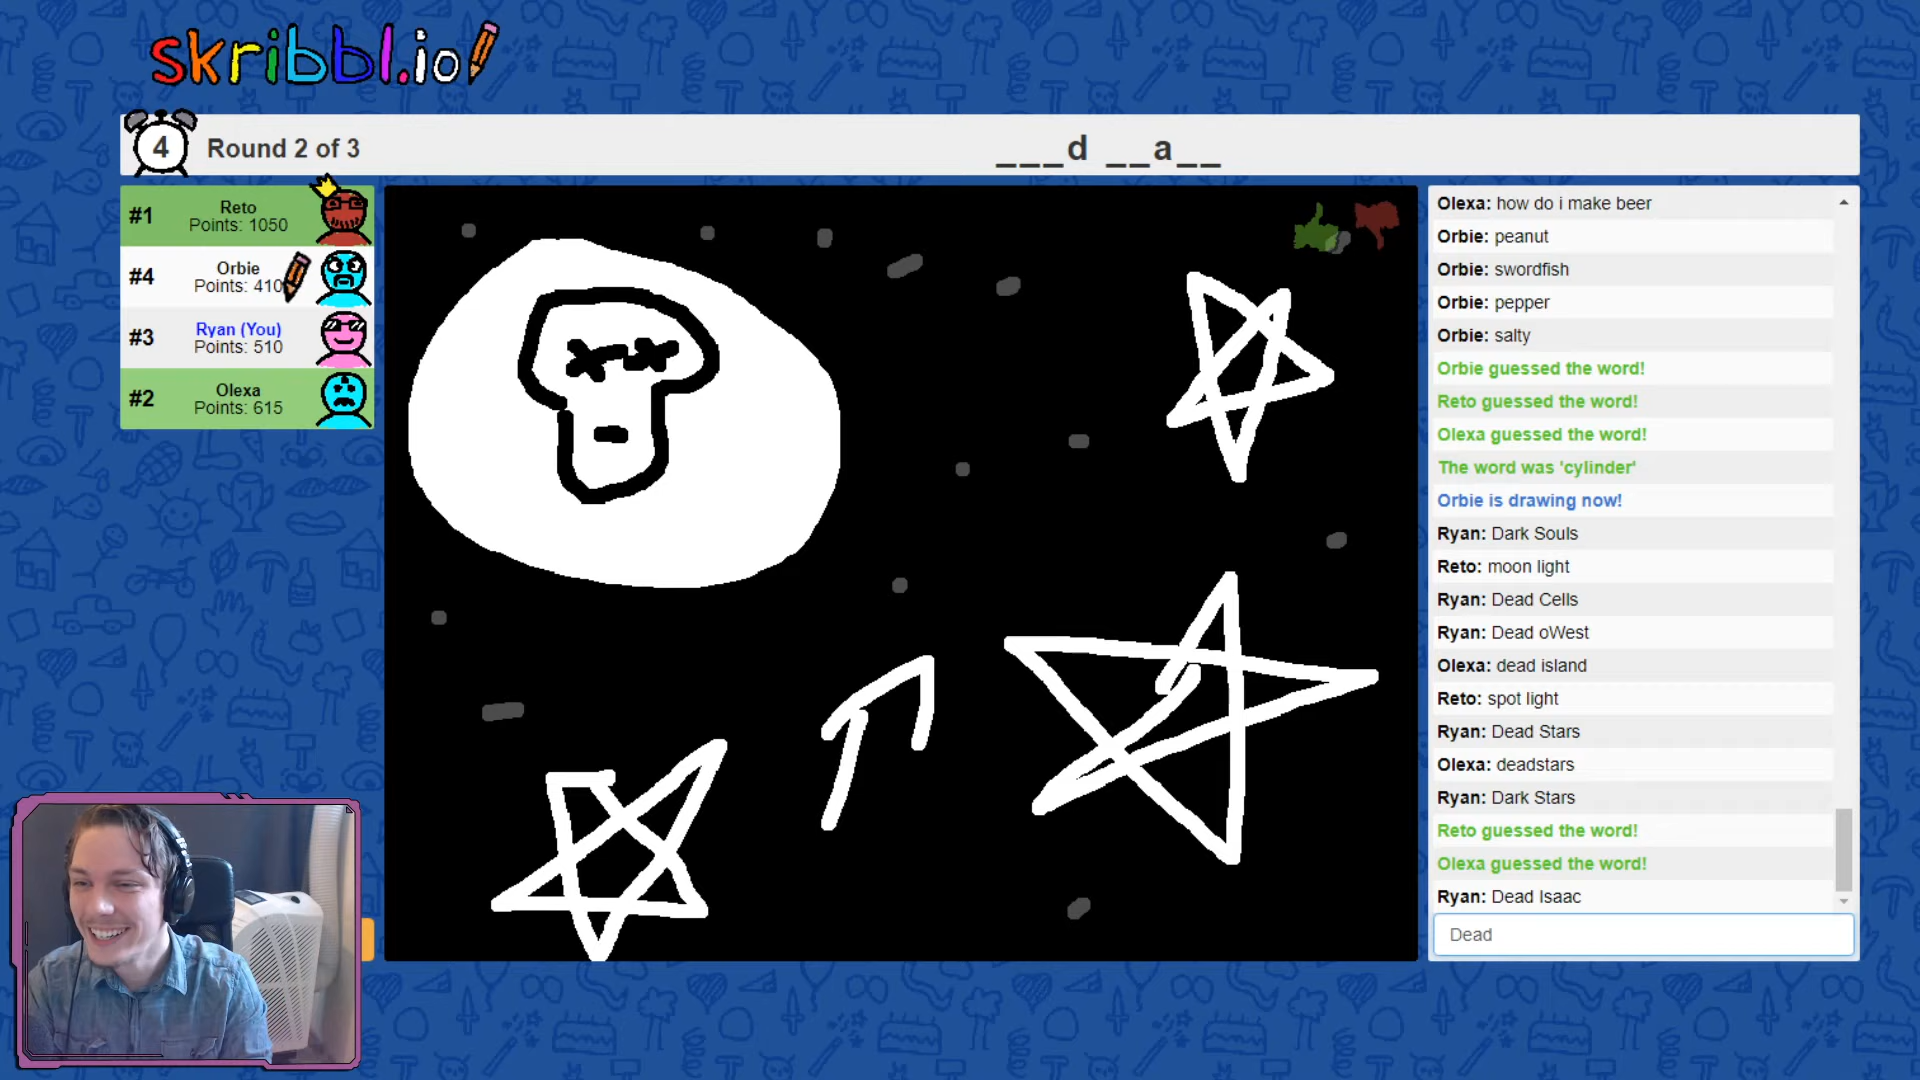 skribbl.io
4
Round 2 of 3
___d __a__
#1
Reto
Points: 1050
#4
Orbie
Points: 410
#3
Ryan (You)
Points: 510
#2
Olexa
Points: 615
Olexa: how do i make beer
Orbie: peanut
Orbie: swordfish
Orbie: pepper
Orbie: salty
Orbie guessed the word!
Reto guessed the word!
Olexa guessed the word!
The word was 'cylinder'
Orbie is drawing now!
Ryan: Dark Souls
Reto: moon light
Ryan: Dead Cells
Ryan: Dead oWest
Olexa: dead island
Reto: spot light
Ryan: Dead Stars
Olexa: deadstars
Ryan: Dark Stars
Reto guessed the word!
Olexa guessed the word!
Ryan: Dead Isaac
Dead